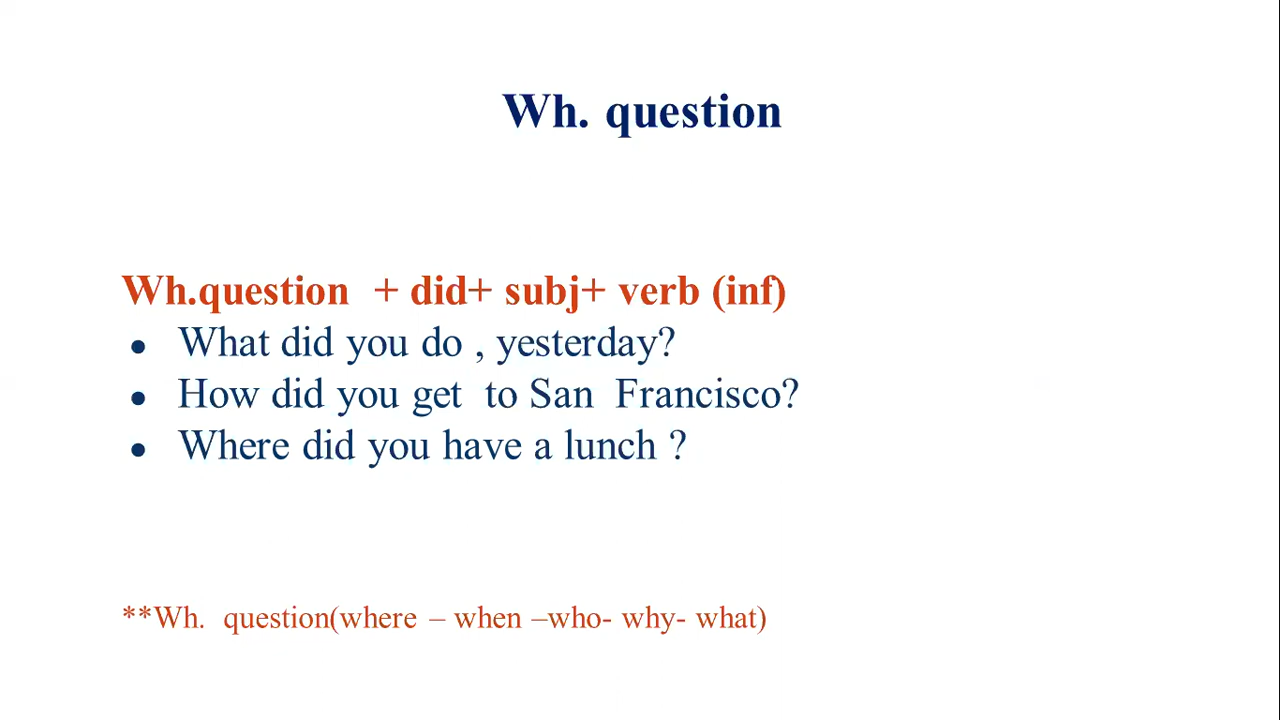 Wh. question
Wh.question + did+ subj+ verb (inf)
• What did you do , yesterday?
• How did you get to San Francisco?
• Where did you have a lunch ?
**Wh. question(where – when –who- why- what)